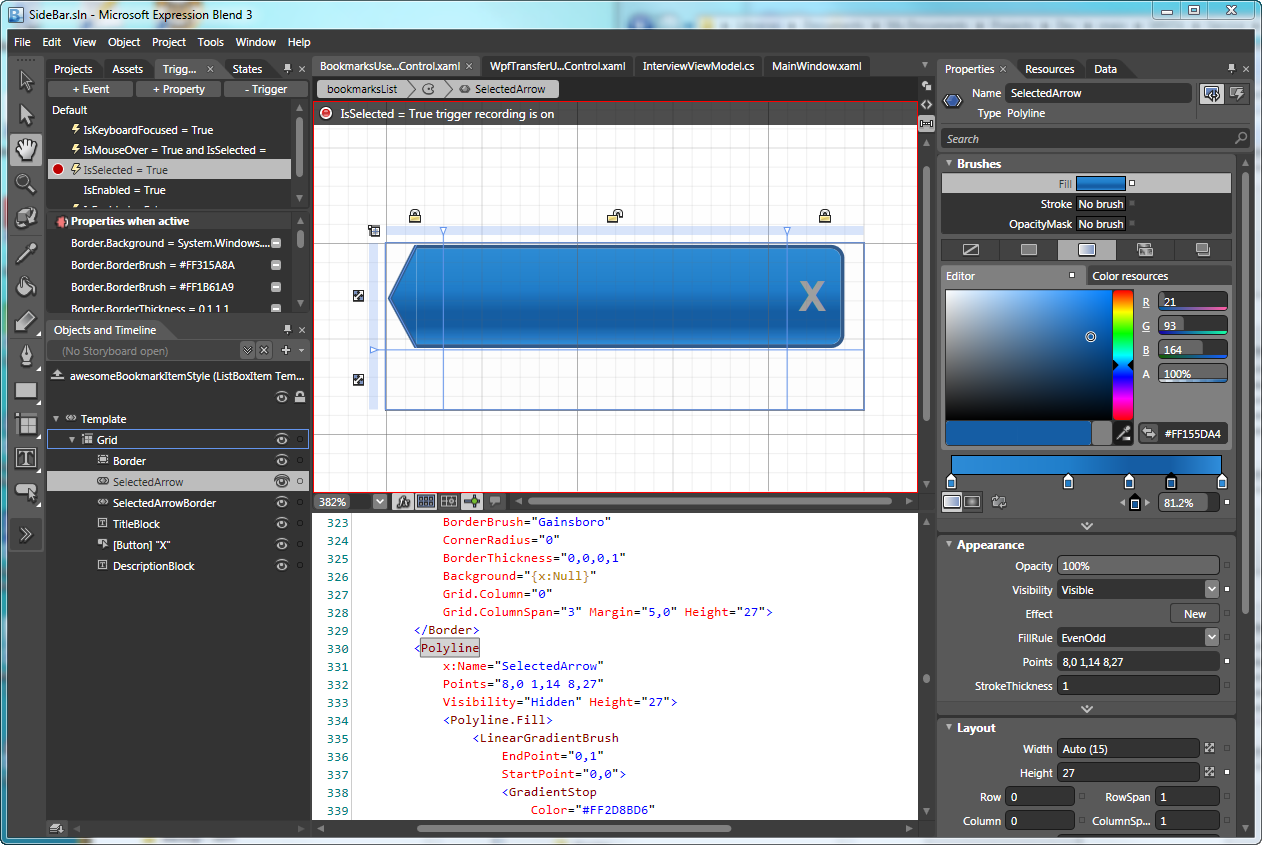 SideBar.sln - Microsoft Expression Blend 3
File Edit View Object Project Tools Window Help
Projects Assets Trigg... × States
+ Event + Property - Trigger
Default
IsKeyboardFocused = True
IsMouseOver = True and IsSelected =
IsSelected = True
IsEnabled = True
Properties when active
Border.Background = System.Windows....
Border.BorderBrush = #FF315A8A
Border.BorderBrush = #FF1B61A9
Border.BorderThickness = 0,1,1,1
Objects and Timeline
(No Storyboard open)
awesomeBookmarkItemStyle (ListBoxItem Tem...
Template
Grid
Border
SelectedArrow
SelectedArrowBorder
TitleBlock
[Button] "X"
DescriptionBlock
BookmarksUse...Control.xaml × WpfTransferU...Control.xaml InterviewViewModel.cs MainWindow.xaml
bookmarksList SelectedArrow
IsSelected = True trigger recording is on
X
382%
323 BorderBrush="Gainsboro"
324 CornerRadius="0"
325 BorderThickness="0,0,0,1"
326 Background="{x:Null}"
327 Grid.Column="0"
328 Grid.ColumnSpan="3" Margin="5,0" Height="27">
329 </Border>
330 <Polyline
331 x:Name="SelectedArrow"
332 Points="8,0 1,14 8,27"
333 Visibility="Hidden" Height="27">
334 <Polyline.Fill>
335 <LinearGradientBrush
336 EndPoint="0,1"
337 StartPoint="0,0">
338 <GradientStop
339 Color="#FF2D8BD6"
Properties × Resources Data
Name SelectedArrow
Type Polyline
Search
Brushes
Fill
Stroke No brush
OpacityMask No brush
Editor Color resources
R 21
G 93
B 164
A 100%
#FF155DA4
81.2%
Appearance
Opacity 100%
Visibility Visible
Effect New
FillRule EvenOdd
Points 8,0 1,14 8,27
StrokeThickness 1
Layout
Width Auto (15)
Height 27
Row 0 RowSpan 1
Column 0 ColumnSp... 1